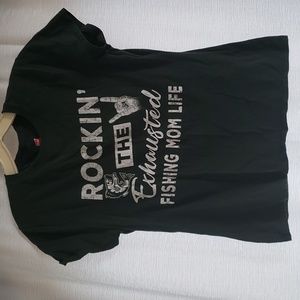 ROCKIN'
THE
Exhausted
FISHING MOM LIFE